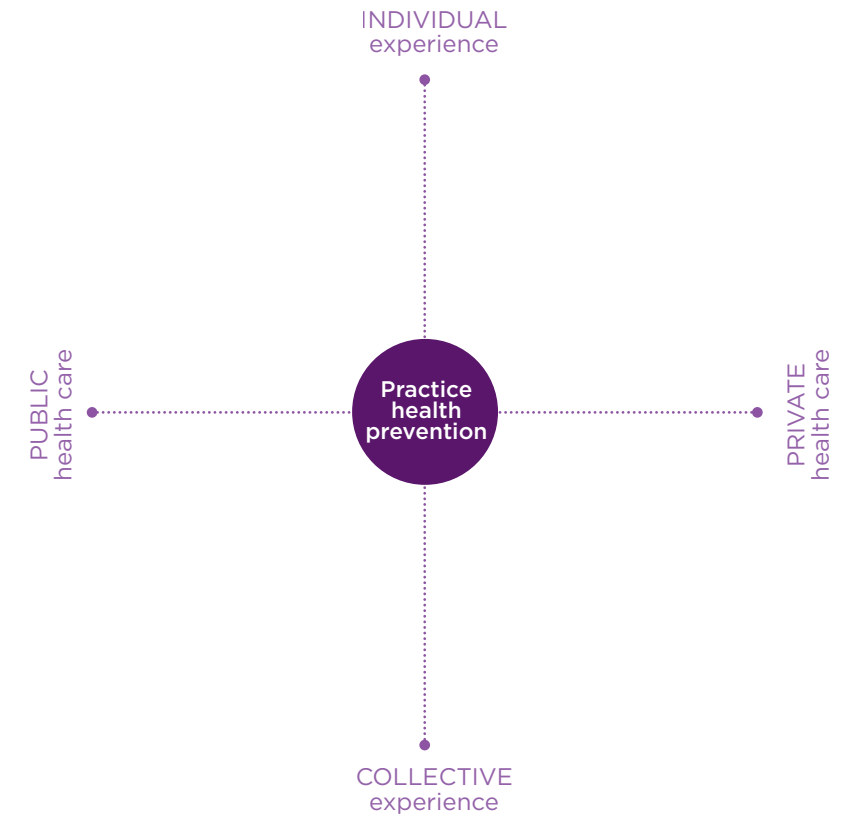 INDIVIDUAL
experience
PUBLIC
health care
Practice
health
prevention
PRIVATE
health care
COLLECTIVE
experience